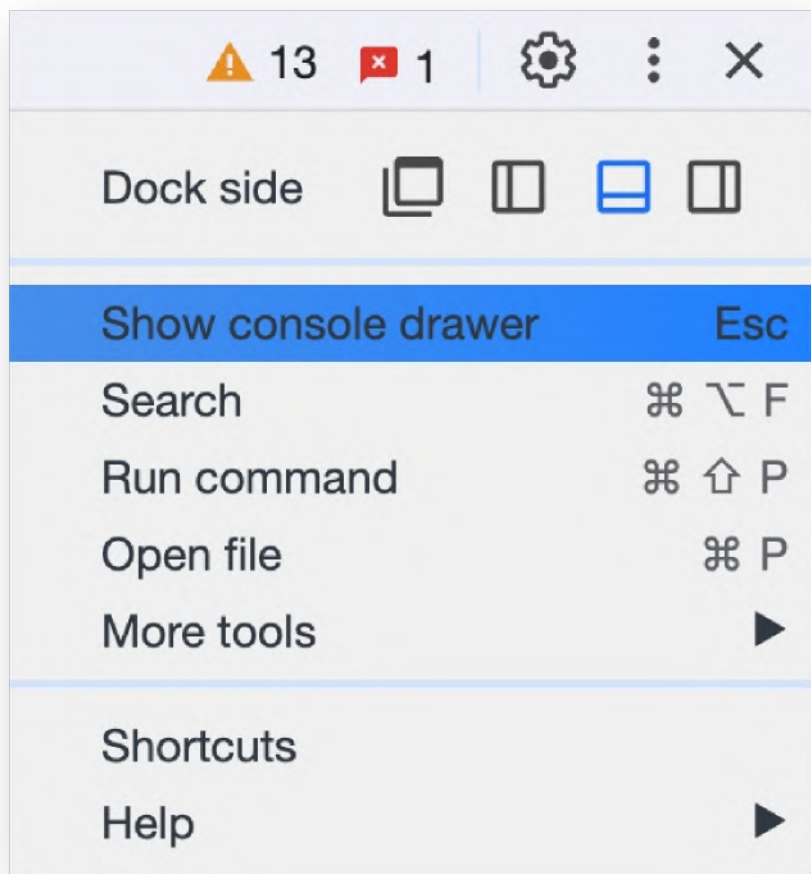 13 1
Dock side
Show console drawer Esc
Search ⌘ ⌥ F
Run command ⌘ ⇧ P
Open file ⌘ P
More tools ▶
Shortcuts
Help ▶